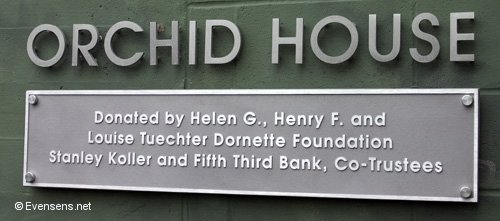 ORCHID HOUSE
Donated by Helen G., Henry F. and
Louise Tuechter Dornette Foundation
Stanley Koller and Fifth Third Bank, Co-Trustees
© Evensens.net